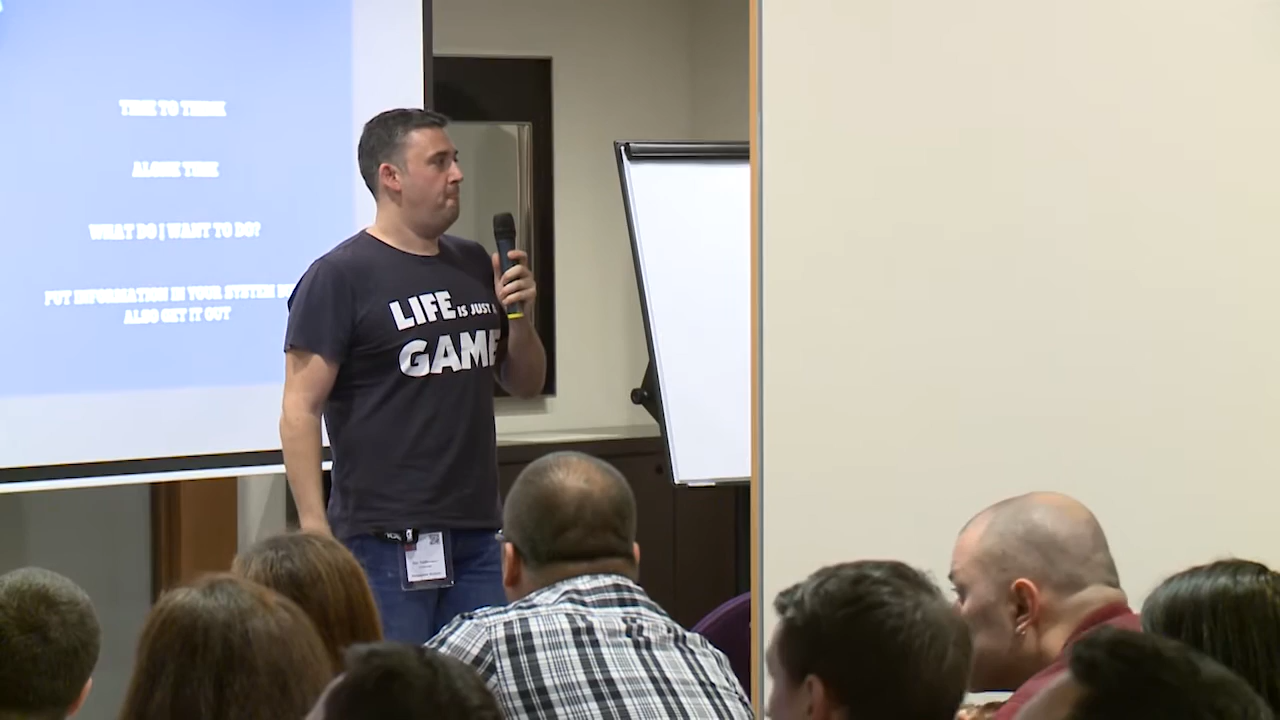 TIME TO THINK
ALONE TIME
WHAT DO I WANT TO DO?
PUT INFORMATION IN YOUR SYSTEM
ALSO GET IT OUT
LIFE IS JUST A
GAME